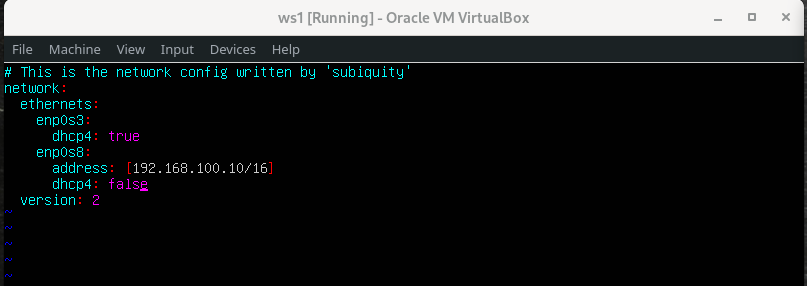 ws1 [Running] - Oracle VM VirtualBox
File Machine View Input Devices Help
# This is the network config written by 'subiquity'
network:
  ethernets:
    enp0s3:
      dhcp4: true
    enp0s8:
      address: [192.168.100.10/16]
      dhcp4: false
  version: 2
~
~
~
~
~